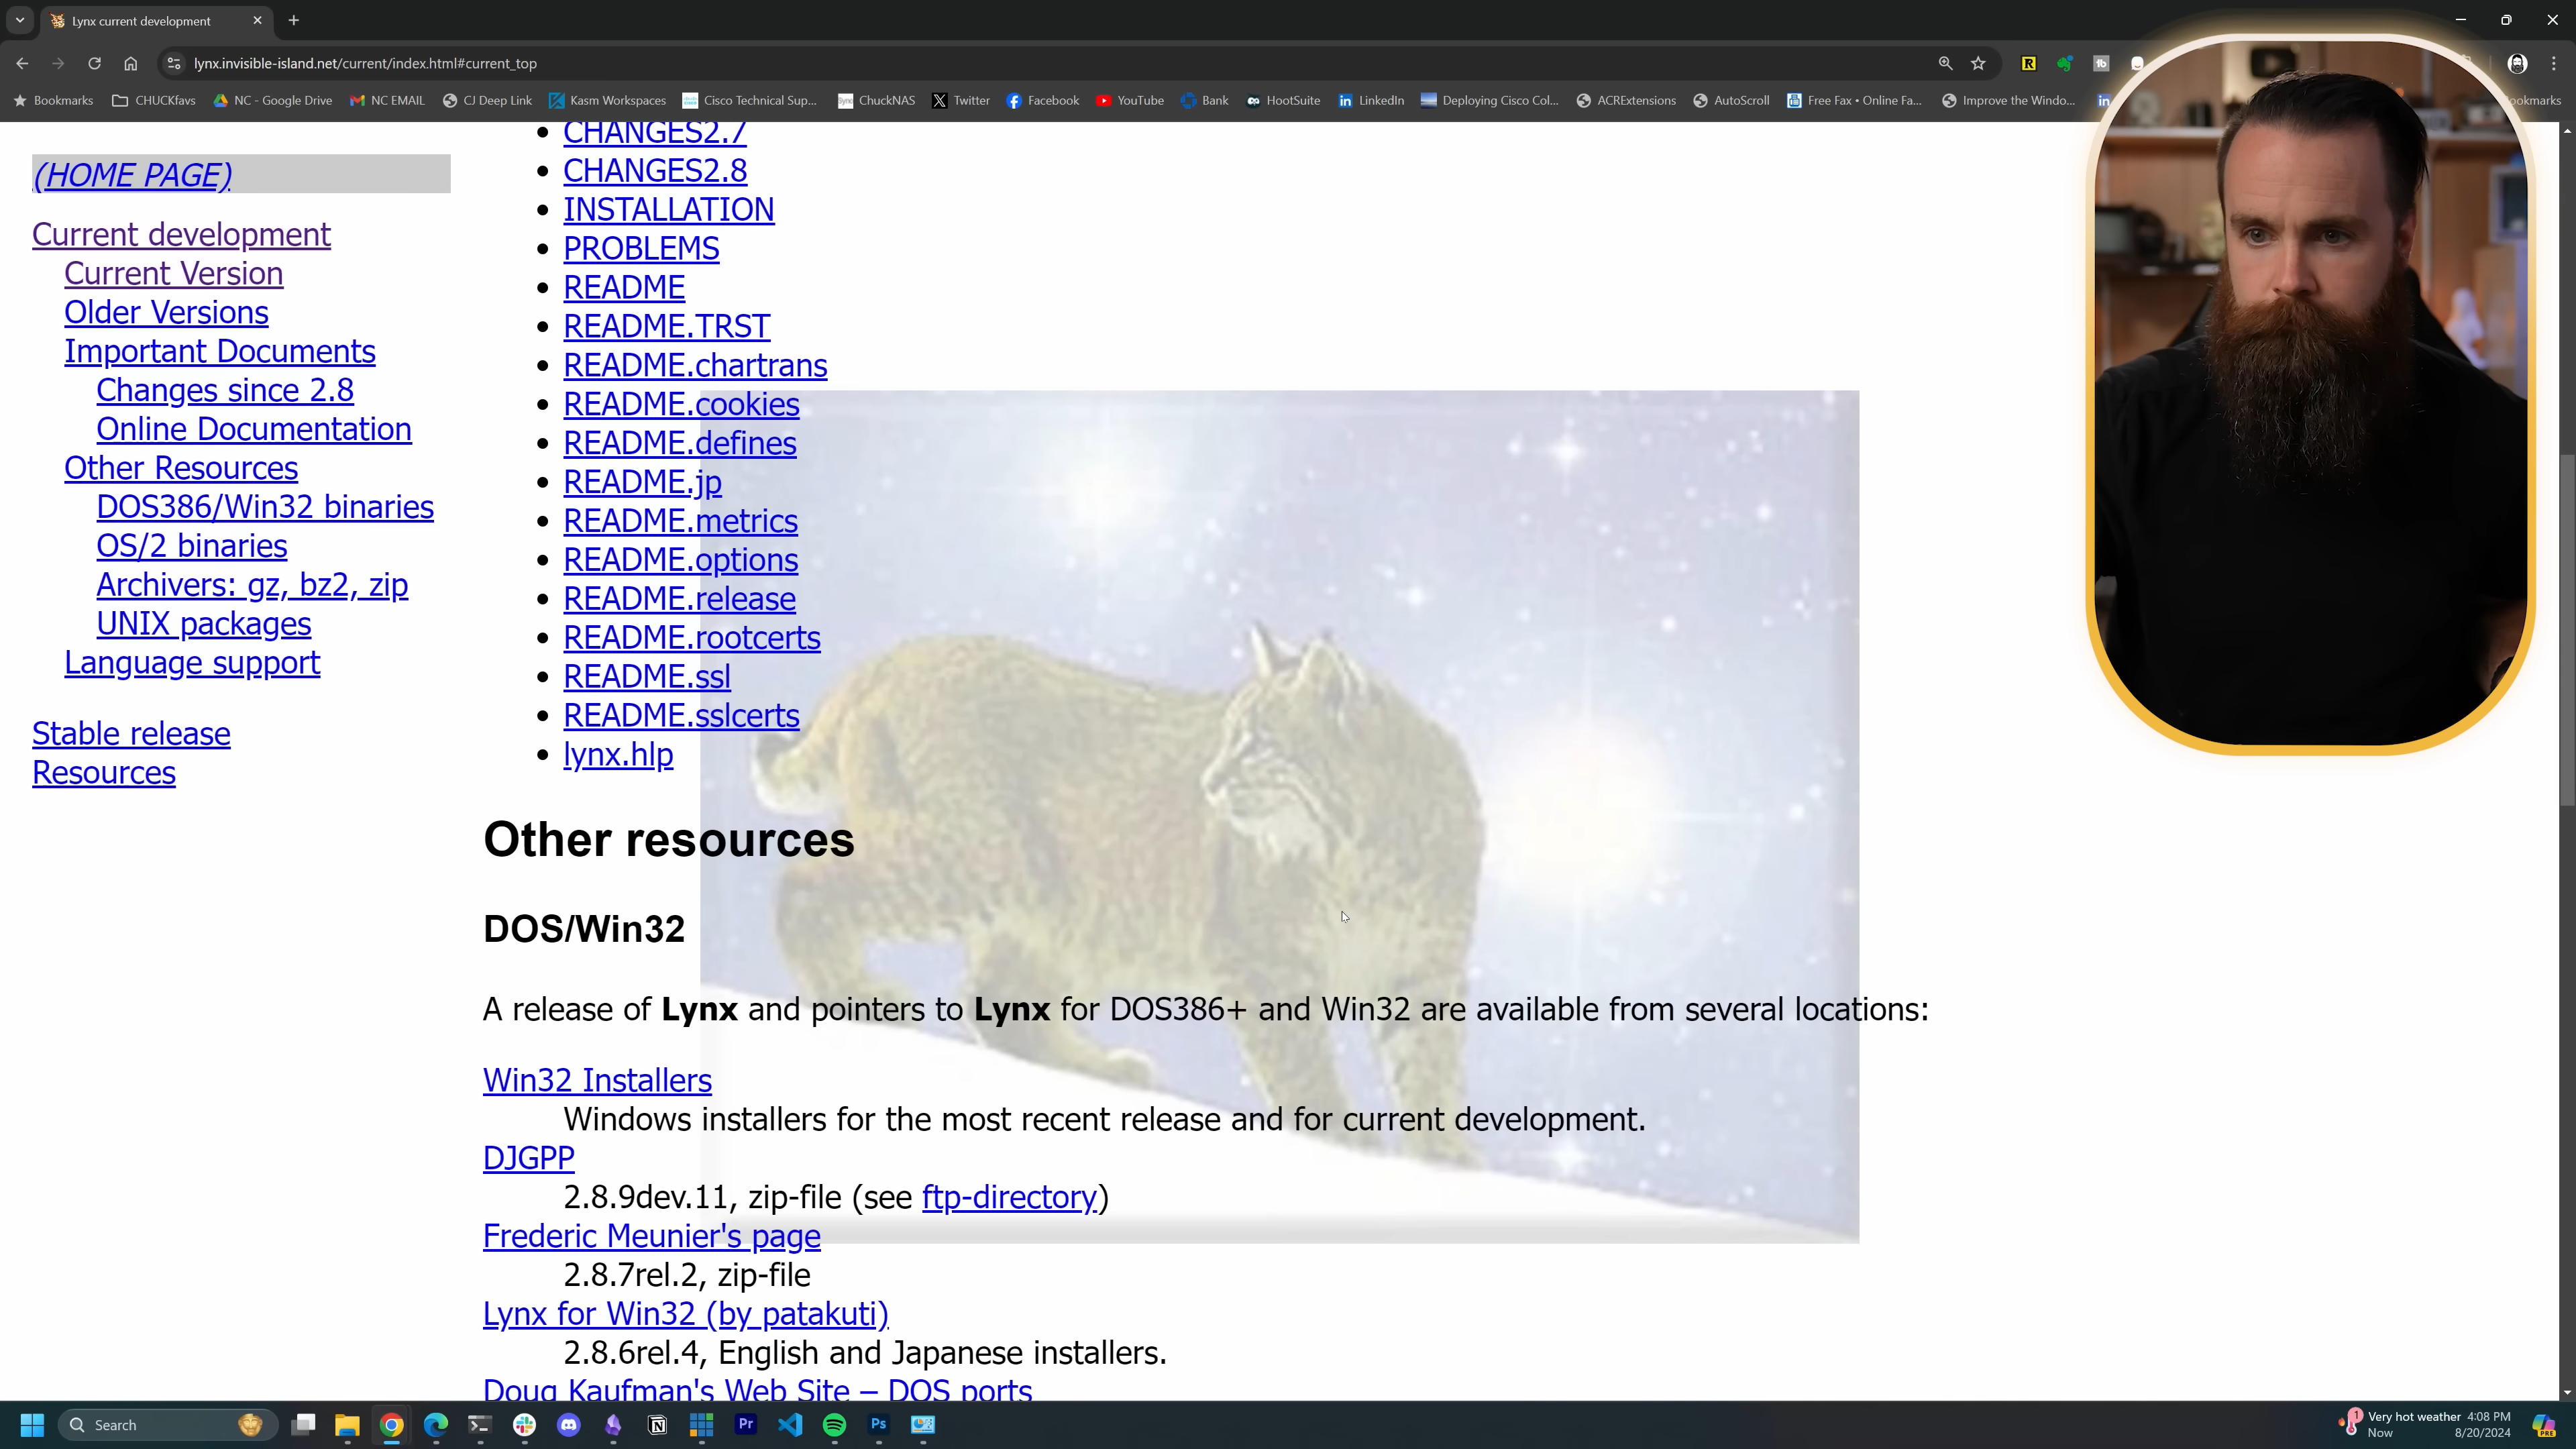 Lynx current development
lynx.invisible-island.net/current/index.html#current_top
Bookmarks
CHUCKfavs
NC - Google Drive
NC EMAIL
CJ Deep Link
Kasm Workspaces
Cisco Technical Sup...
ChuckNAS
Twitter
Facebook
YouTube
Bank
HootSuite
LinkedIn
Deploying Cisco Col...
ACRExtensions
AutoScroll
Free Fax • Online Fa...
Improve the Windo...
(HOME PAGE)
Current development
Current Version
Older Versions
Important Documents
Changes since 2.8
Online Documentation
Other Resources
DOS386/Win32 binaries
OS/2 binaries
Archivers: gz, bz2, zip
UNIX packages
Language support
Stable release
Resources
CHANGES2.7
CHANGES2.8
INSTALLATION
PROBLEMS
README
README.TRST
README.chartrans
README.cookies
README.defines
README.jp
README.metrics
README.options
README.release
README.rootcerts
README.ssl
README.sslcerts
lynx.hlp
Other resources
DOS/Win32
A release of Lynx and pointers to Lynx for DOS386+ and Win32 are available from several locations:
Win32 Installers
Windows installers for the most recent release and for current development.
DJGPP
2.8.9dev.11, zip-file (see ftp-directory)
Frederic Meunier's page
2.8.7rel.2, zip-file
Lynx for Win32 (by patakuti)
2.8.6rel.4, English and Japanese installers.
Doug Kaufman's Web Site – DOS ports
Search
Very hot weather
Now
4:08 PM
8/20/2024